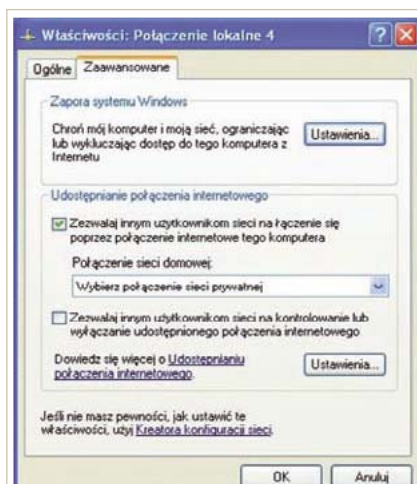 Właściwości: Połączenie lokalne 4
Ogólne Zaawansowane
Zapora systemu Windows
Chroń mój komputer i moją sieć, ograniczając
lub wykluczając dostęp do tego komputera z
Internetu
Ustawienia...
Udostępnianie połączenia internetowego
Zezwalaj innym użytkownikom sieci na łączenie się
poprzez połączenie internetowe tego komputera
Połączenie sieci domowej:
Wybierz połączenie sieci prywatnej
Zezwalaj innym użytkownikom sieci na kontrolowanie lub
wyłączanie udostępnionego połączenia internetowego
Dowiedz się więcej o Udostępnianiu
połączenia internetowego.
Ustawienia...
Jeśli nie masz pewności, jak ustawić te
właściwości, użyj Kreatora konfiguracji sieci.
OK Anuluj